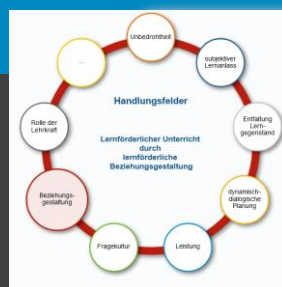 Unbedrohtheit
...
subjektiver
Lernanlass
Handlungsfelder
Rolle der
Lehrkraft
Lernförderlicher Unterricht
durch
lernförderliche
Beziehungsgestaltung
Entfaltung
Lern-
gegenstand
Beziehungs-
gestaltung
dynamisch-
dialogische
Planung
Fragekultur
Leistung